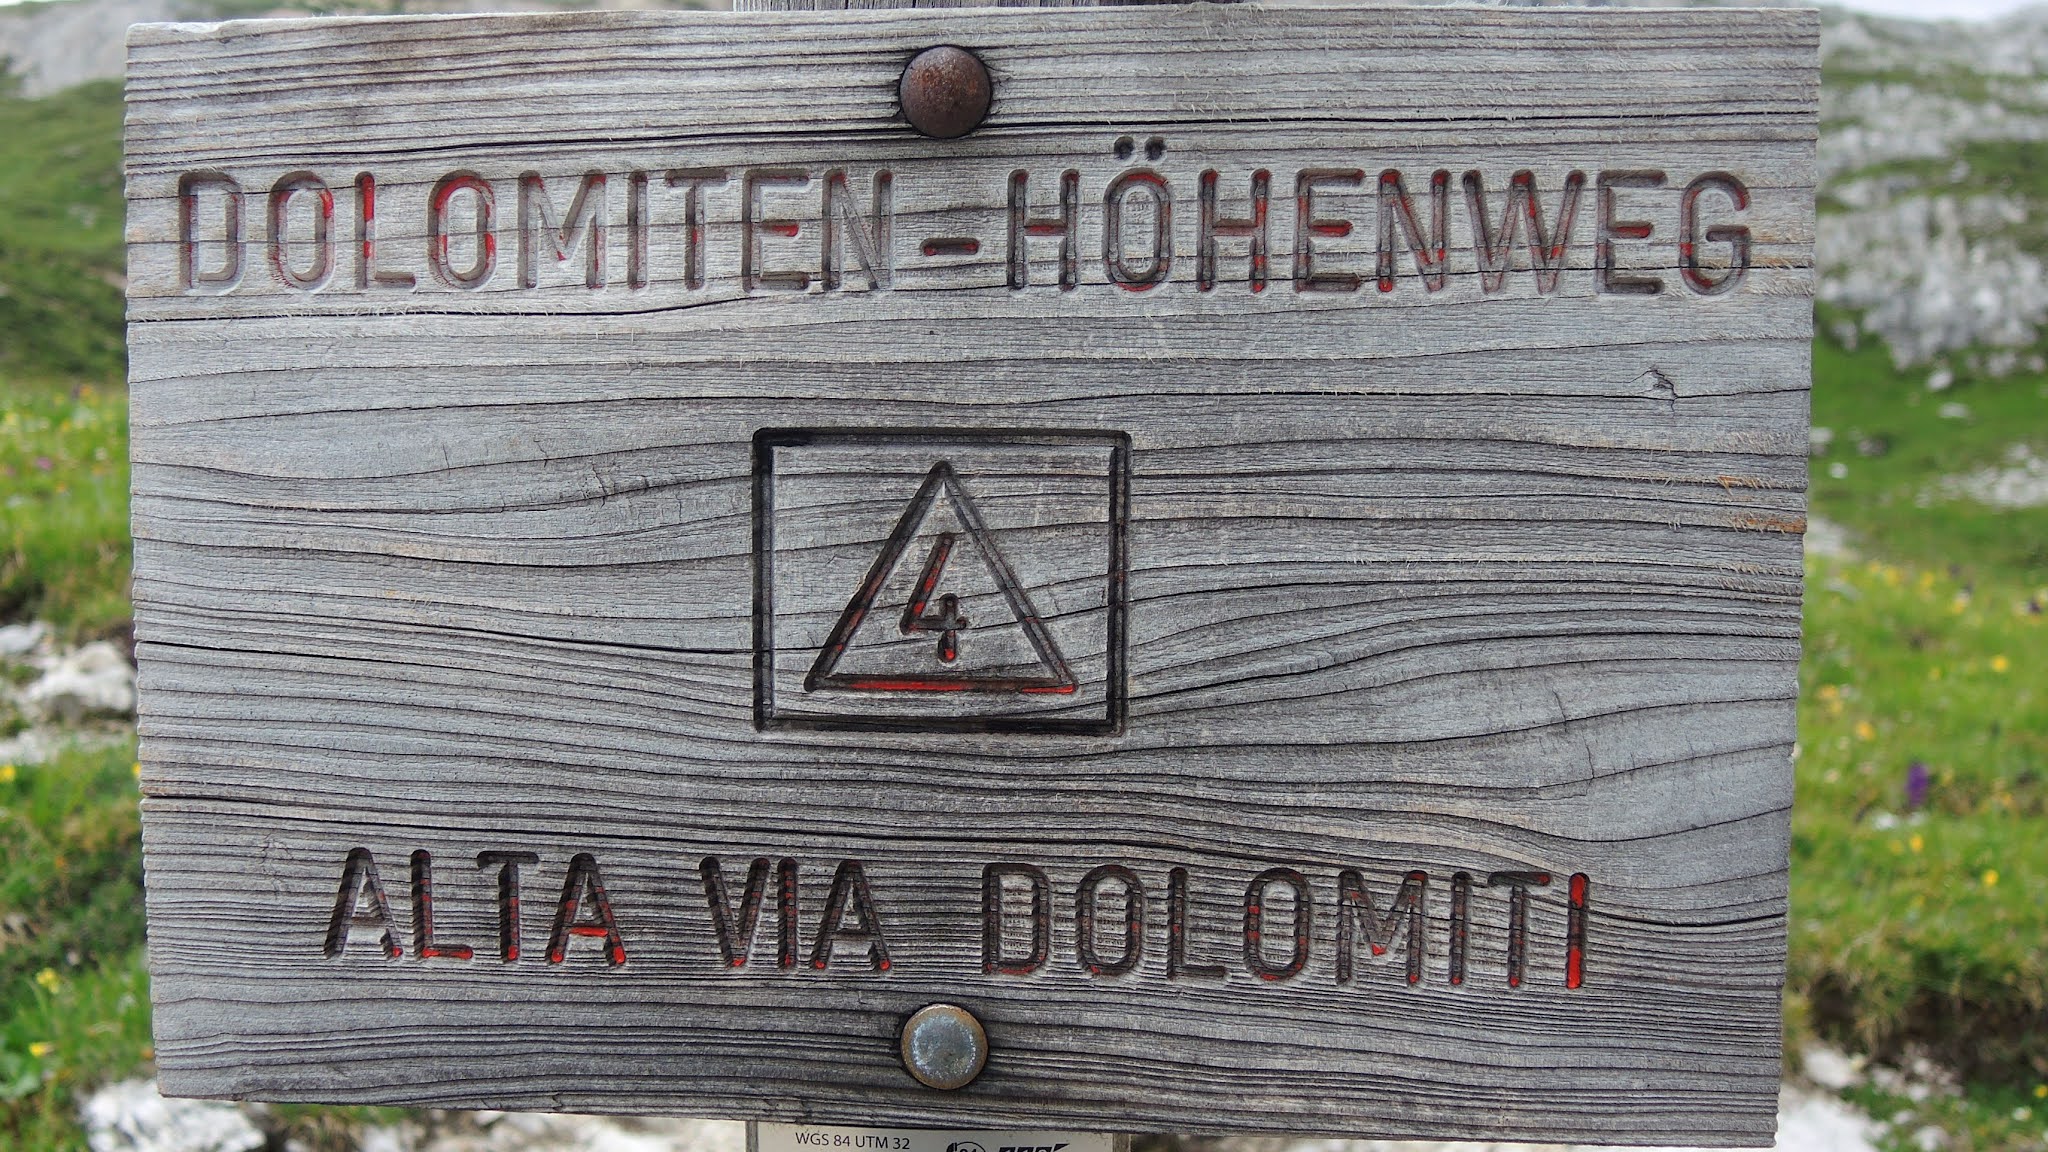 DOLOMITEN-HÖHENWEG
4
ALTA VIA DOLOMITI
WGS 84 UTM 32